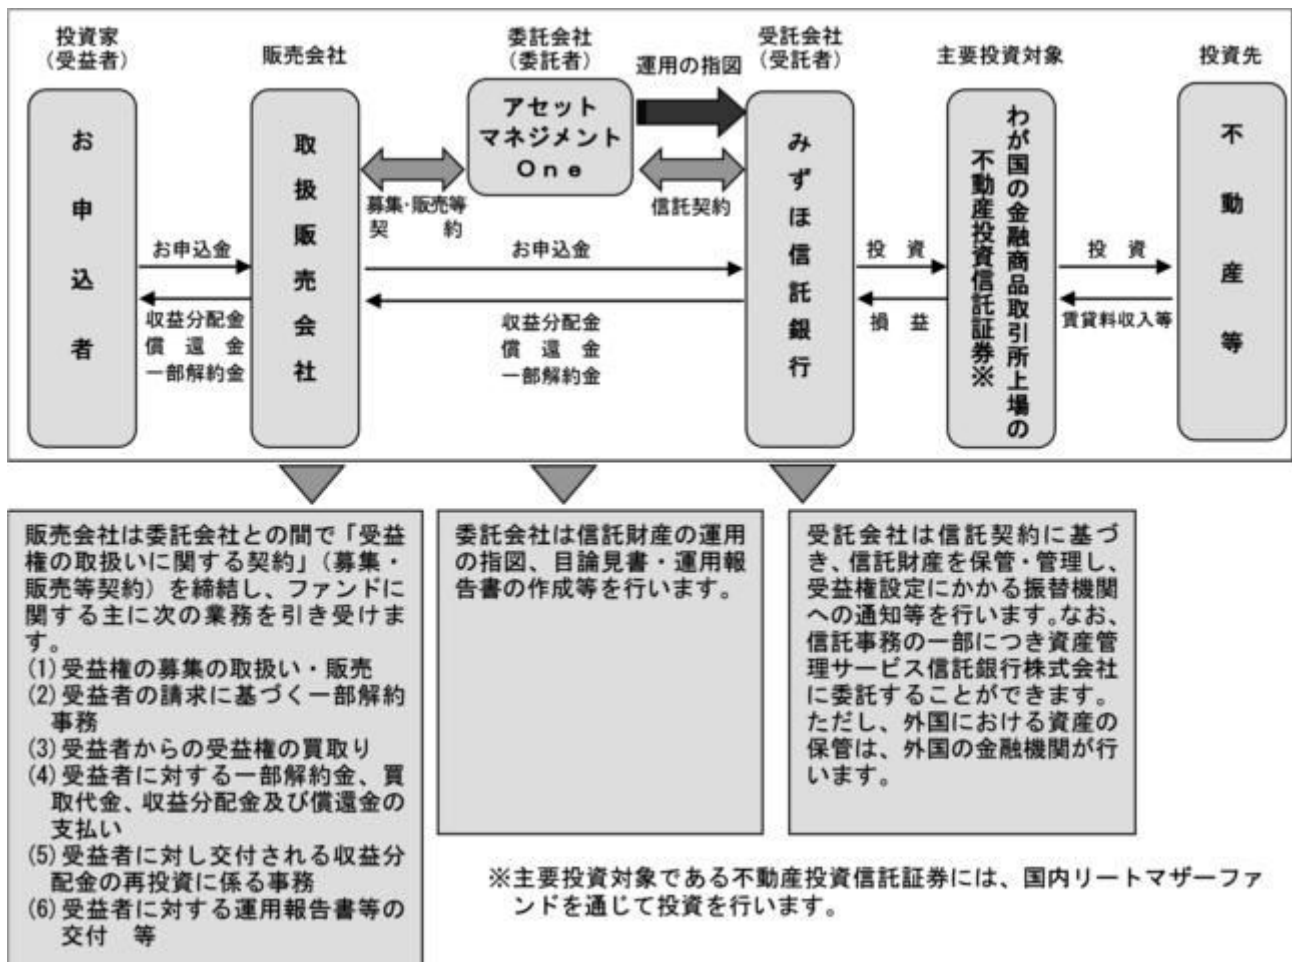 投資家
(受益者)
販売会社
委託会社
(委託者)
運用の指図
受託会社
(受託者)
主要投資対象
投資先
お申込者
取扱販売会社
アセット
マネジメント
One
みずほ信託銀行
わが国の金融商品取引所上場の
不動産投資信託証券※
不動産等
募集・販売等
契約
信託契約
お申込金
収益分配金
償還金
一部解約金
お申込金
収益分配金
償還金
一部解約金
投資
損益
投資
賃貸料収入等
販売会社は委託会社との間で「受益
権の取扱いに関する契約」(募集・
販売等契約)を締結し、ファンドに
関する主に次の業務を引き受けま
す。
(1)受益権の募集の取扱い・販売
(2)受益者の請求に基づく一部解約
事務
(3)受益者からの受益権の買取り
(4)受益者に対する一部解約金、買
取代金、収益分配金及び償還金の
支払い
(5)受益者に対し交付される収益分
配金の再投資に係る事務
(6)受益者に対する運用報告書等の
交付 等
委託会社は信託財産の運用
の指図、目論見書・運用報
告書の作成等を行います。
受託会社は信託契約に基づ
き、信託財産を保管・管理し、
受益権設定にかかる振替機関
への通知等を行います。なお、
信託事務の一部につき資産管
理サービス信託銀行株式会社
に委託することができます。
ただし、外国における資産の
保管は、外国の金融機関が行
います。
※主要投資対象である不動産投資信託証券には、国内リートマザーファ
ンドを通じて投資を行います。